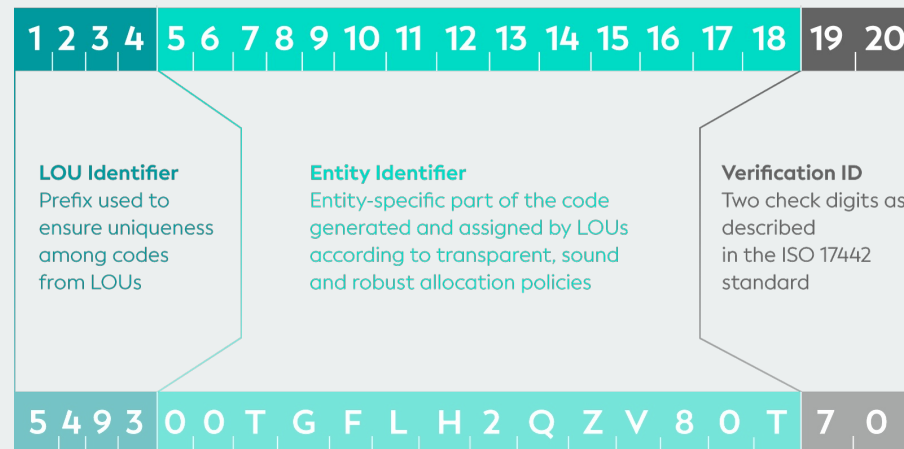 1 2 3 4 5 6 7 8 9 10 11 12 13 14 15 16 17 18 19 20
LOU Identifier
Prefix used to
ensure uniqueness
among codes
from LOUs
Entity Identifier
Entity-specific part of the code
generated and assigned by LOUs
according to transparent, sound
and robust allocation policies
Verification ID
Two check digits as
described
in the ISO 17442
standard
5 4 9 3 0 0 T G F L H 2 Q Z V 8 0 T 7 0